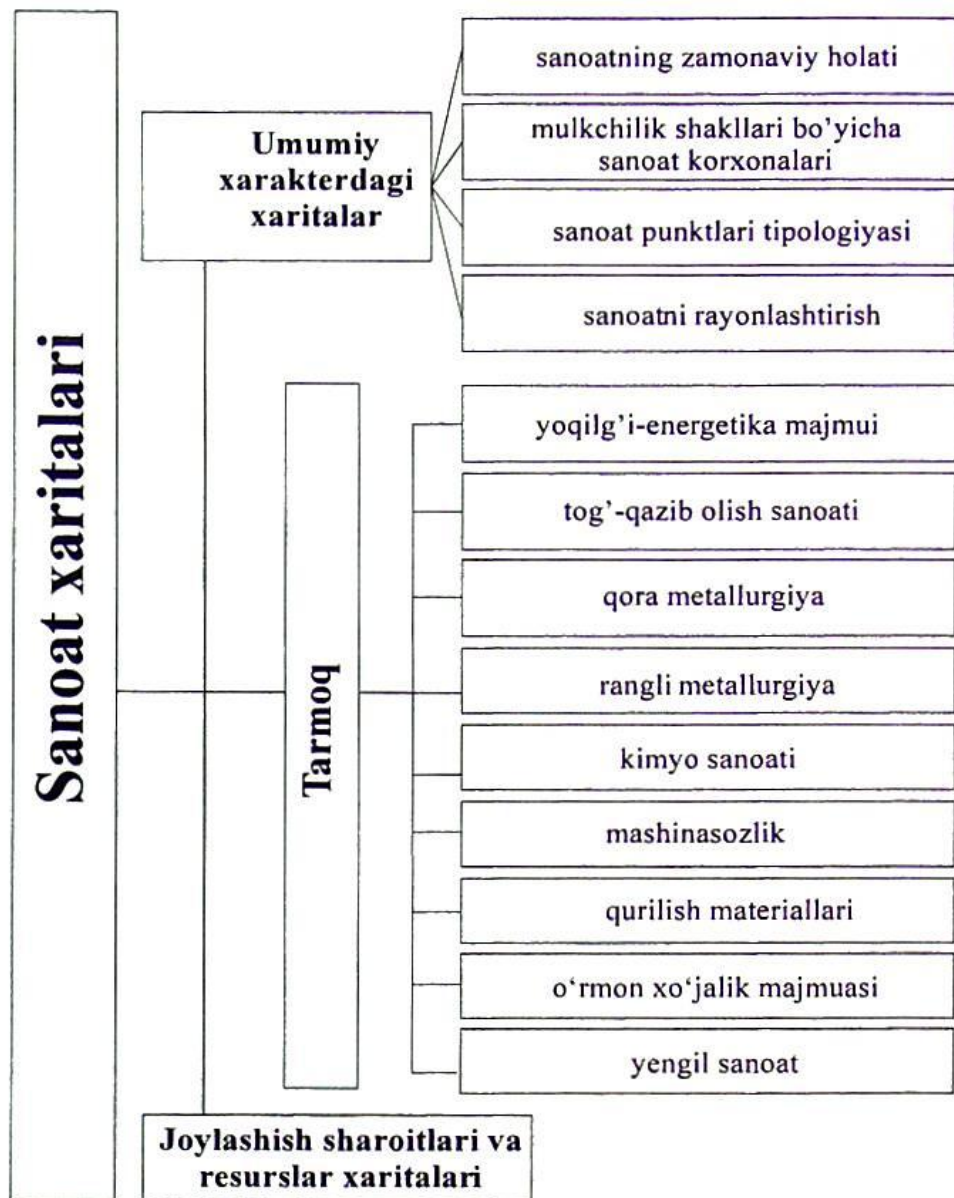 Sanoat xaritalari
Umumiy
xarakterdagi
xaritalar
sanoatning zamonaviy holati
mulkchilik shakllari bo’yicha
sanoat korxonalari
sanoat punktlari tipologiyasi
sanoatni rayonlashtirish
Tarmoq
yoqilg’i-energetika majmui
tog’-qazib olish sanoati
qora metallurgiya
rangli metallurgiya
kimyo sanoati
mashinasozlik
qurilish materiallari
o‘rmon xo‘jalik majmuasi
yengil sanoat
Joylashish sharoitlari va
resurslar xaritalari